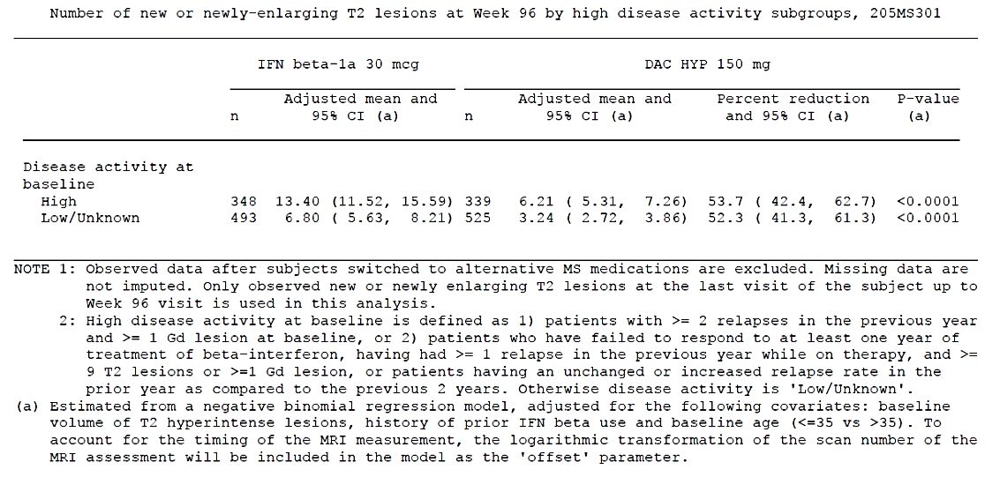 Number of new or newly-enlarging T2 lesions at Week 96 by high disease activity subgroups, 205MS301
IFN beta-1a 30 mcg DAC HYP 150 mg
Adjusted mean and Adjusted mean and Percent reduction P-value
n 95% CI (a) n 95% CI (a) and 95% CI (a) (a)
Disease activity at
baseline
High 348 13.40 (11.52, 15.59) 339 6.21 ( 5.31, 7.26) 53.7 ( 42.4, 62.7) <0.0001
Low/Unknown 493 6.80 ( 5.63, 8.21) 525 3.24 ( 2.72, 3.86) 52.3 ( 41.3, 61.3) <0.0001
NOTE 1: Observed data after subjects switched to alternative MS medications are excluded. Missing data are
not imputed. Only observed new or newly enlarging T2 lesions at the last visit of the subject up to
Week 96 visit is used in this analysis.
2: High disease activity at baseline is defined as 1) patients with >= 2 relapses in the previous year
and >= 1 Gd lesion at baseline, or 2) patients who have failed to respond to at least one year of
treatment of beta-interferon, having had >= 1 relapse in the previous year while on therapy, and >=
9 T2 lesions or >=1 Gd lesion, or patients having an unchanged or increased relapse rate in the
prior year as compared to the previous 2 years. Otherwise disease activity is 'Low/Unknown'.
(a) Estimated from a negative binomial regression model, adjusted for the following covariates: baseline
volume of T2 hyperintense lesions, history of prior IFN beta use and baseline age (<=35 vs >35). To
account for the timing of the MRI measurement, the logarithmic transformation of the scan number of the
MRI assessment will be included in the model as the 'offset' parameter.